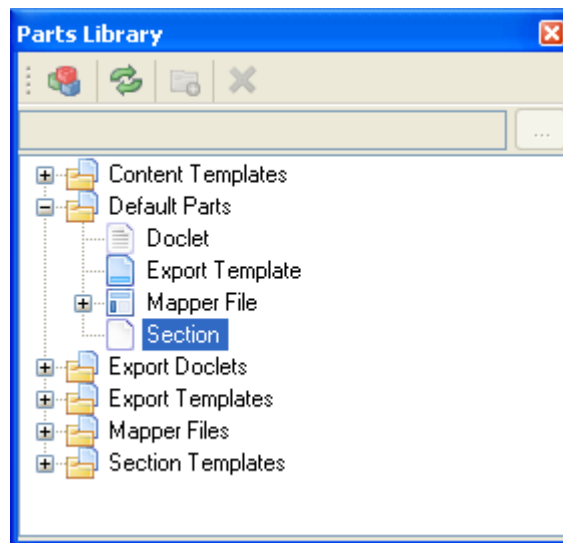 Parts Library
...
Content Templates
Default Parts
Doclet
Export Template
Mapper File
Section
Export Doclets
Export Templates
Mapper Files
Section Templates